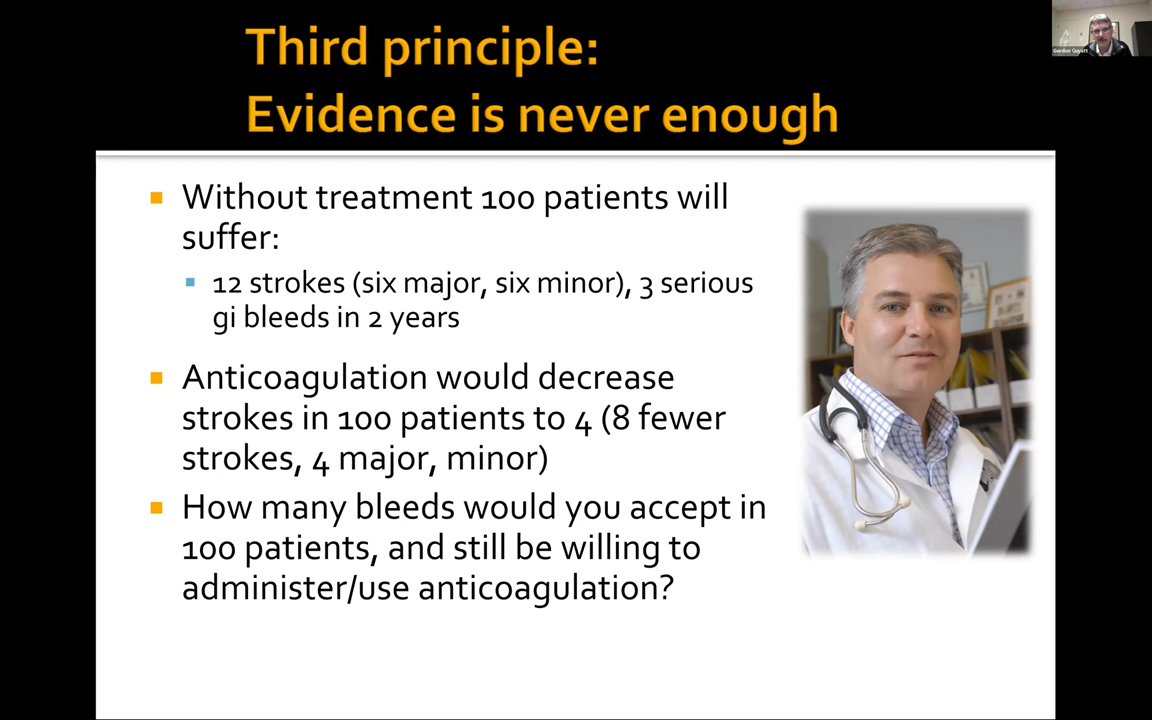 Third principle:
Evidence is never enough
Gordon Guyatt
Without treatment 100 patients will
suffer:
12 strokes (six major, six minor), 3 serious
gi bleeds in 2 years
Anticoagulation would decrease
strokes in 100 patients to 4 (8 fewer
strokes, 4 major, minor)
How many bleeds would you accept in
100 patients, and still be willing to
administer/use anticoagulation?